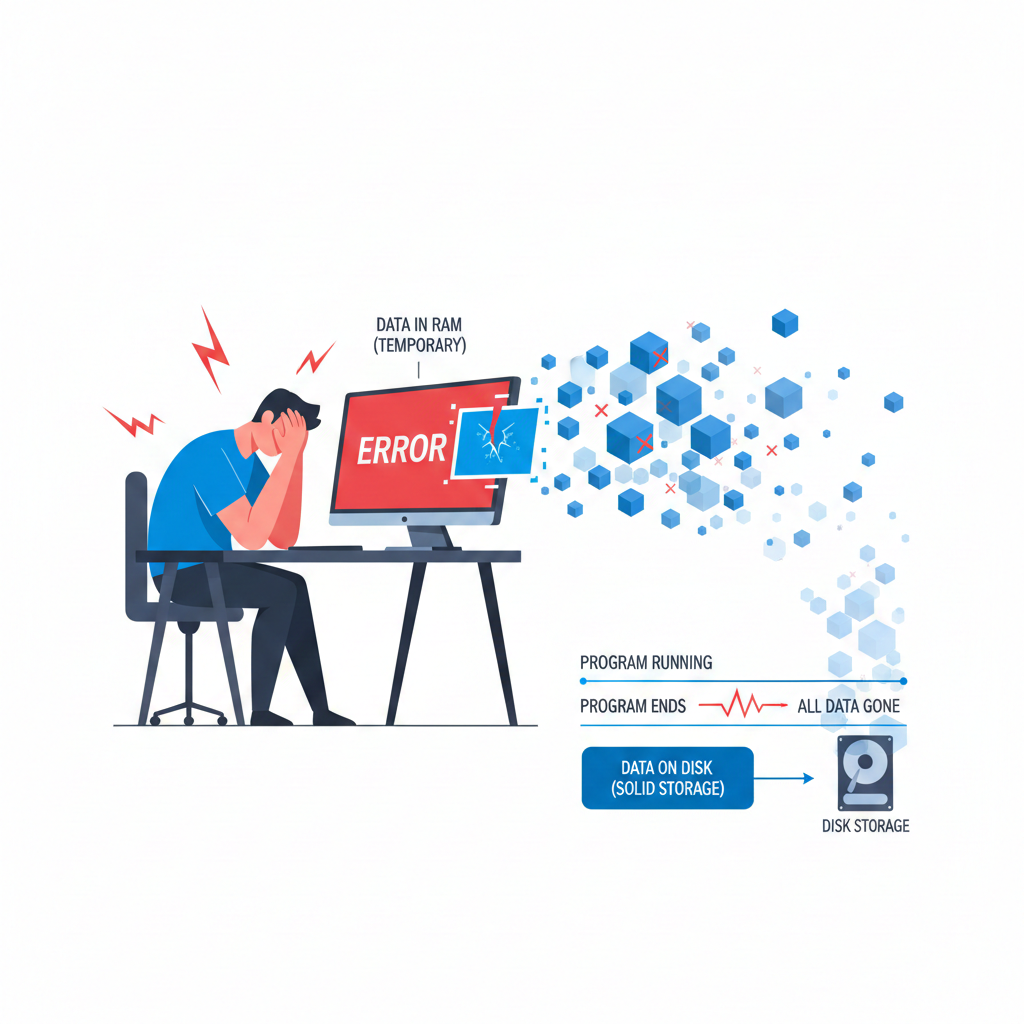 DATA IN RAM
(TEMPORARY)
ERROR
PROGRAM RUNNING
PROGRAM ENDS ALL DATA GONE
DATA ON DISK
(SOLID STORAGE)
DISK STORAGE